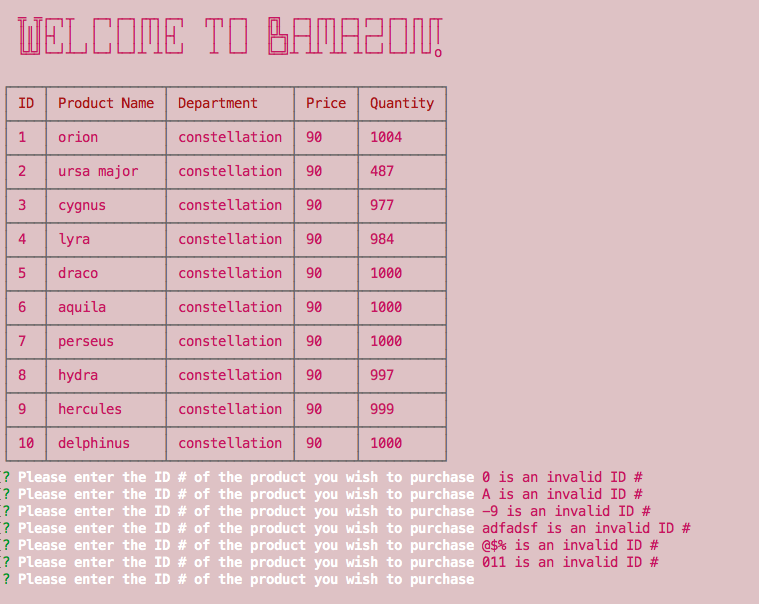 Welcome to Bamazon!
ID Product Name Department Price Quantity
1 orion constellation 90 1004
2 ursa major constellation 90 487
3 cygnus constellation 90 977
4 lyra constellation 90 984
5 draco constellation 90 1000
6 aquila constellation 90 1000
7 perseus constellation 90 1000
8 hydra constellation 90 997
9 hercules constellation 90 999
10 delphinus constellation 90 1000
? Please enter the ID # of the product you wish to purchase 0 is an invalid ID #
? Please enter the ID # of the product you wish to purchase A is an invalid ID #
? Please enter the ID # of the product you wish to purchase -9 is an invalid ID #
? Please enter the ID # of the product you wish to purchase adfadsf is an invalid ID #
? Please enter the ID # of the product you wish to purchase @$% is an invalid ID #
? Please enter the ID # of the product you wish to purchase 011 is an invalid ID #
? Please enter the ID # of the product you wish to purchase